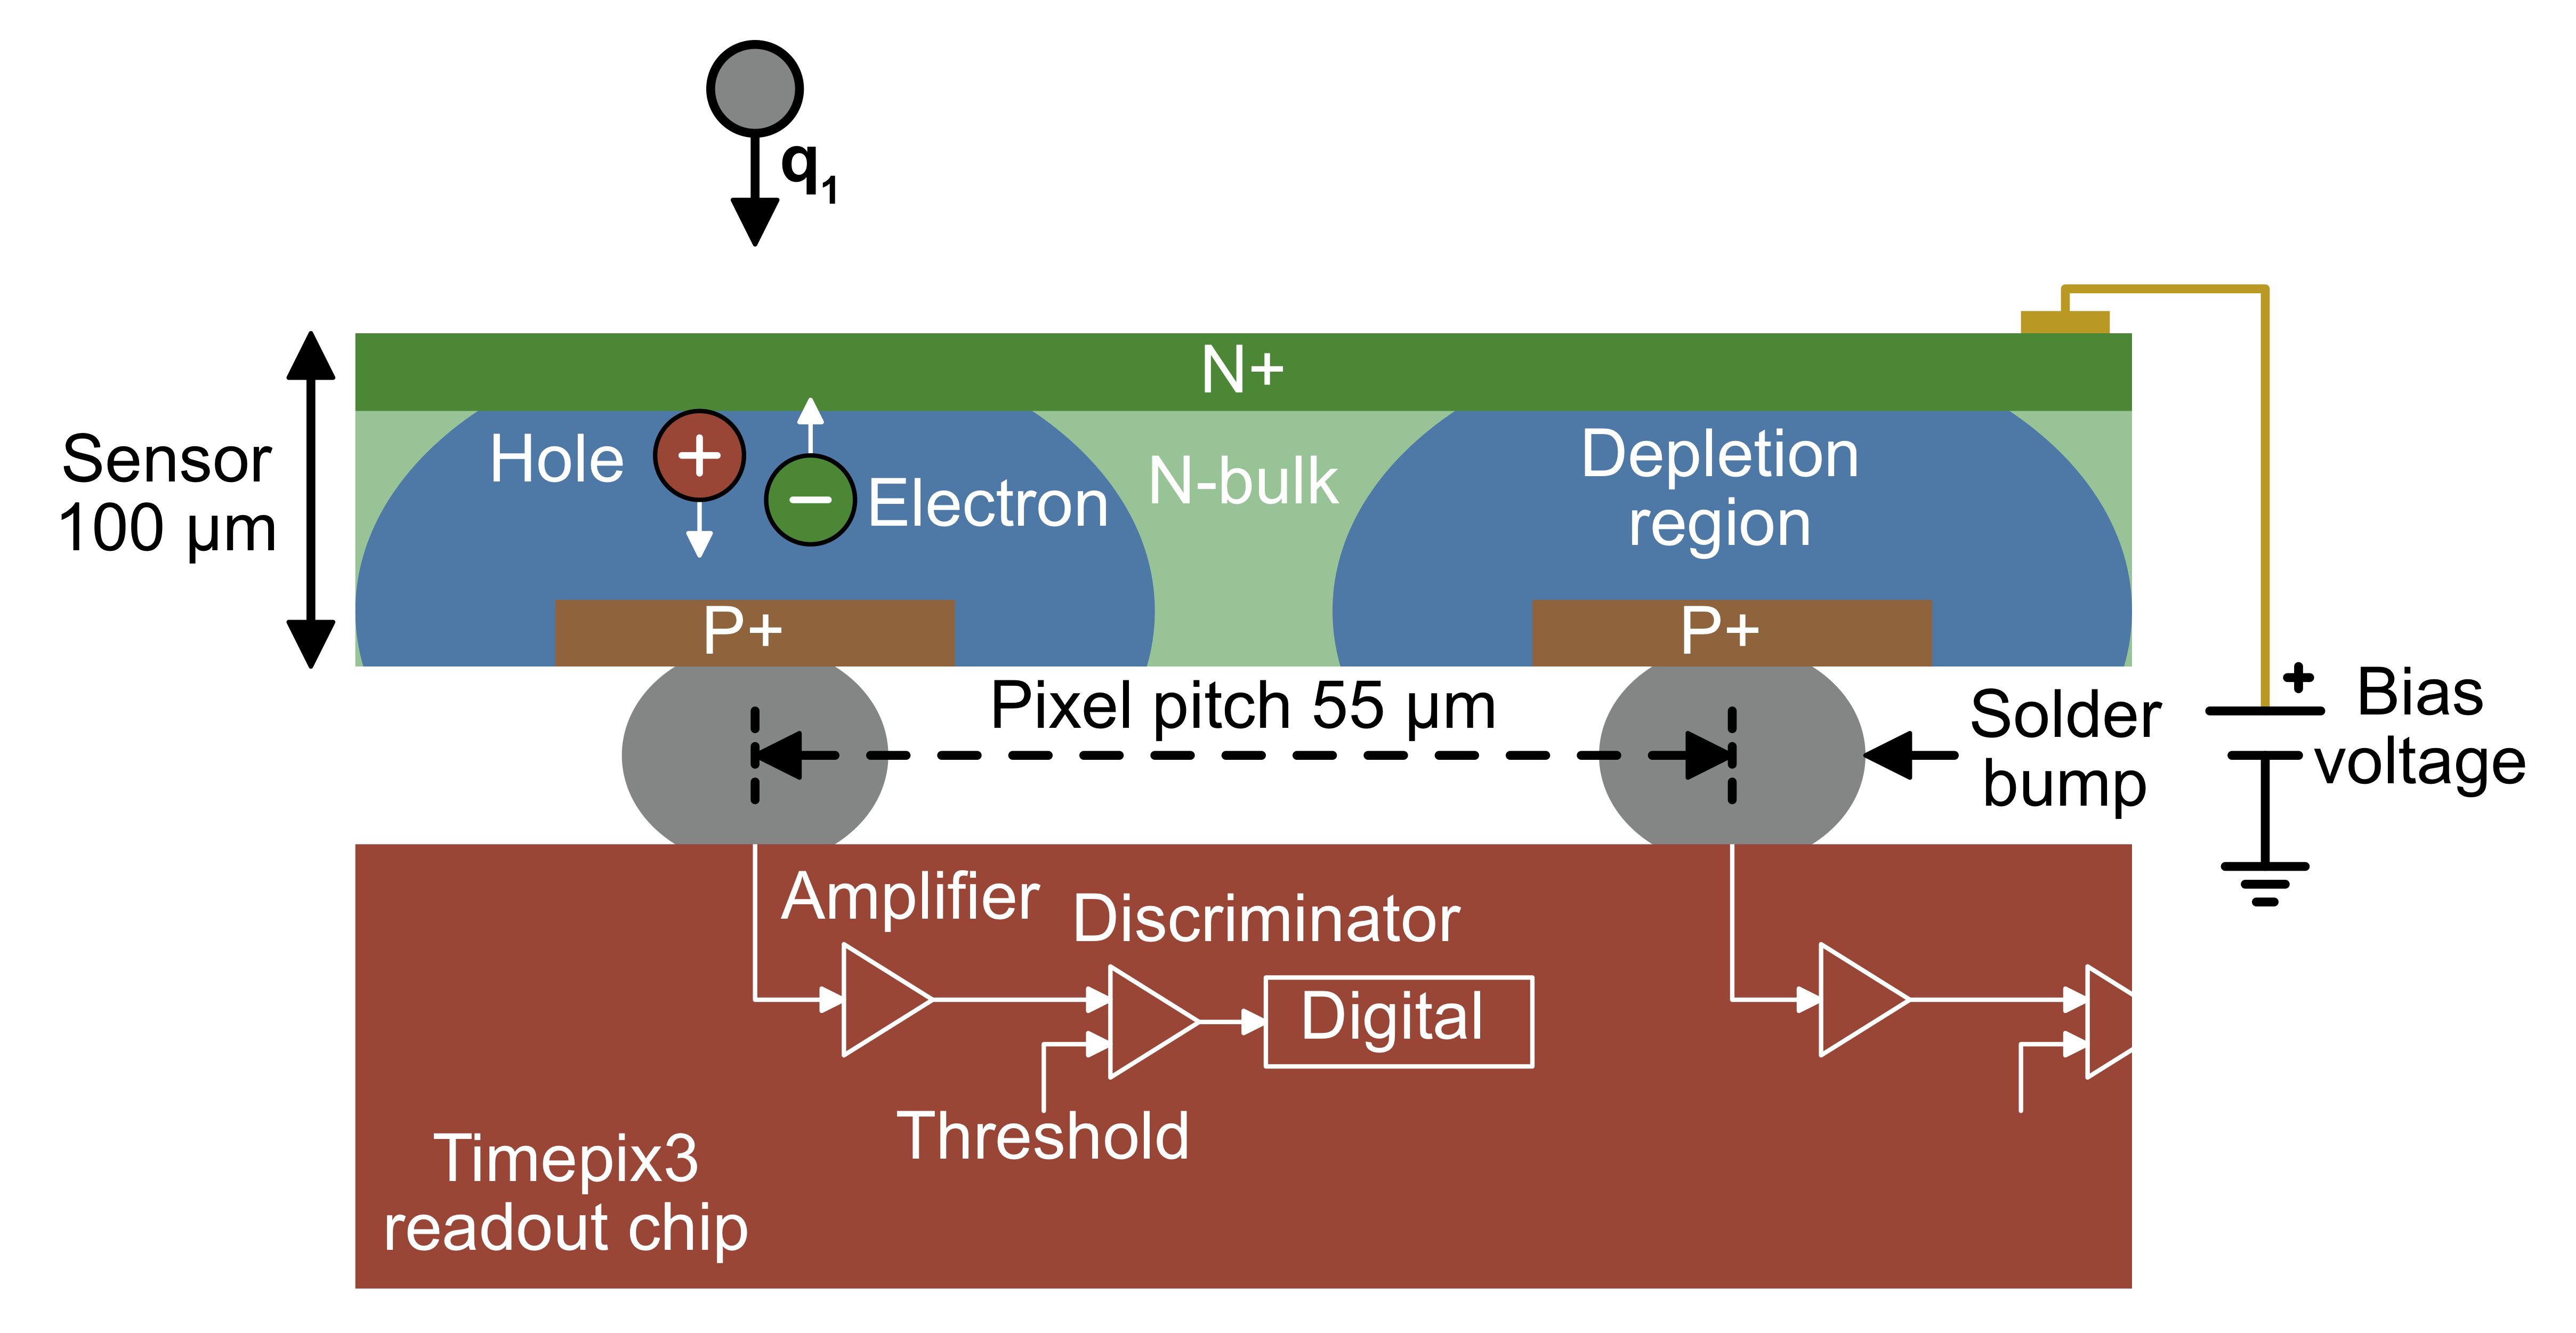 q₁
N+
Sensor
100 µm
Hole
+
−
Electron
N-bulk
Depletion
region
P+
P+
Pixel pitch 55 µm
Solder
bump
+
Bias
voltage
Amplifier
Discriminator
Digital
Threshold
Timepix3
readout chip